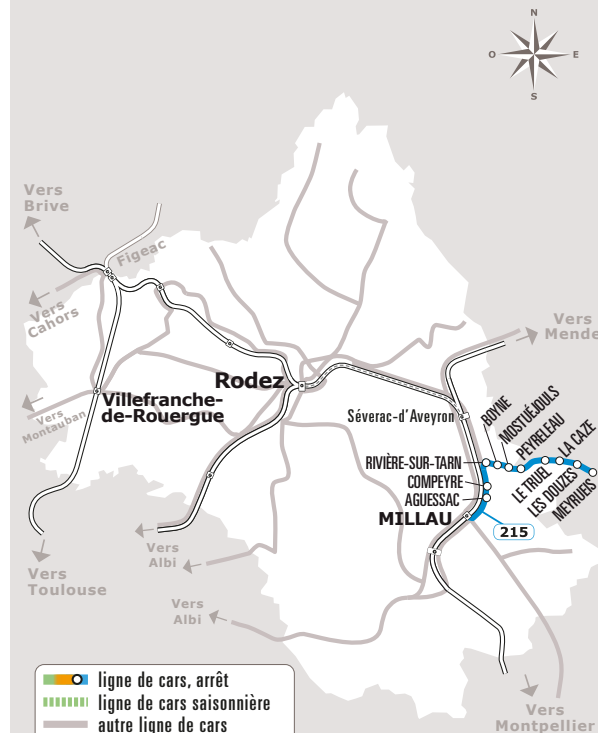 N
O
E
S
Vers
Brive
Figeac
Vers
Cahors
Vers
Mende
Rodez
Villefranche-
de-Rouergue
Vers
Montauban
Séverac-d'Aveyron
BOYNE
MOSTUÉJOULS
PEYRELEAU
LA CAZE
RIVIÈRE-SUR-TARN
COMPEYRE
AGUESSAC
MILLAU
LE TRUEL
LES DOUZES
MEYRUEIS
215
Vers
Toulouse
Vers
Albi
Vers
Albi
Vers
Montpellier
ligne de cars, arrêt
ligne de cars saisonnière
autre ligne de cars